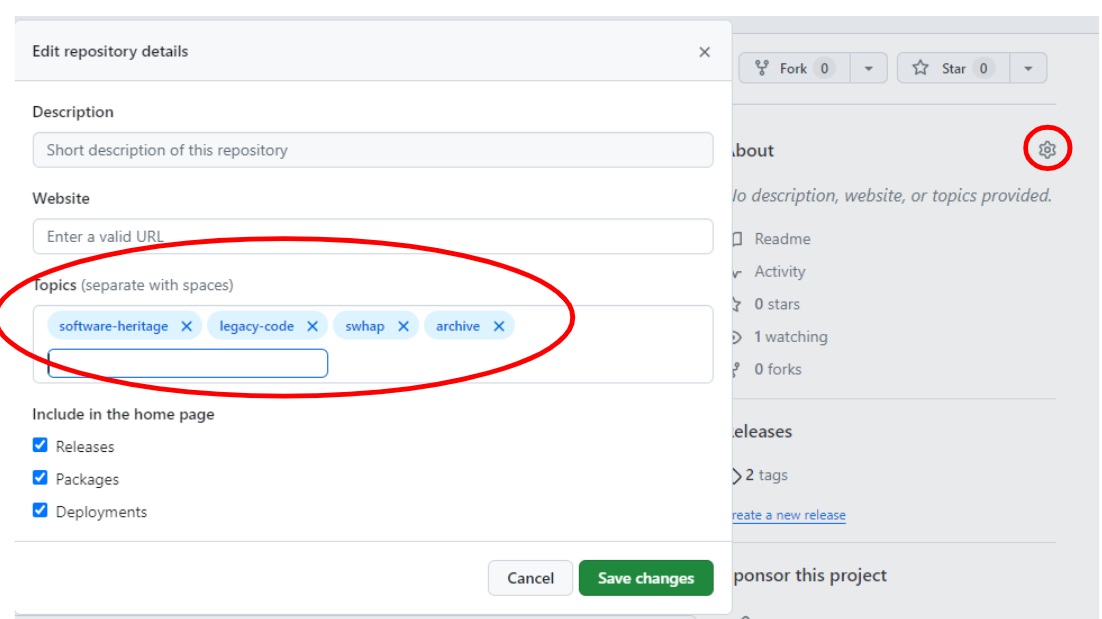 Edit repository details
Fork 0
Star 0
Description
Short description of this repository
Website
Enter a valid URL
Topics (separate with spaces)
software-heritage legacy-code swhap archive
Include in the home page
Releases
Packages
Deployments
Cancel Save changes
bout
o description, website, or topics provided.
Readme
Activity
0 stars
1 watching
0 forks
eleases
2 tags
reate a new release
ponsor this project